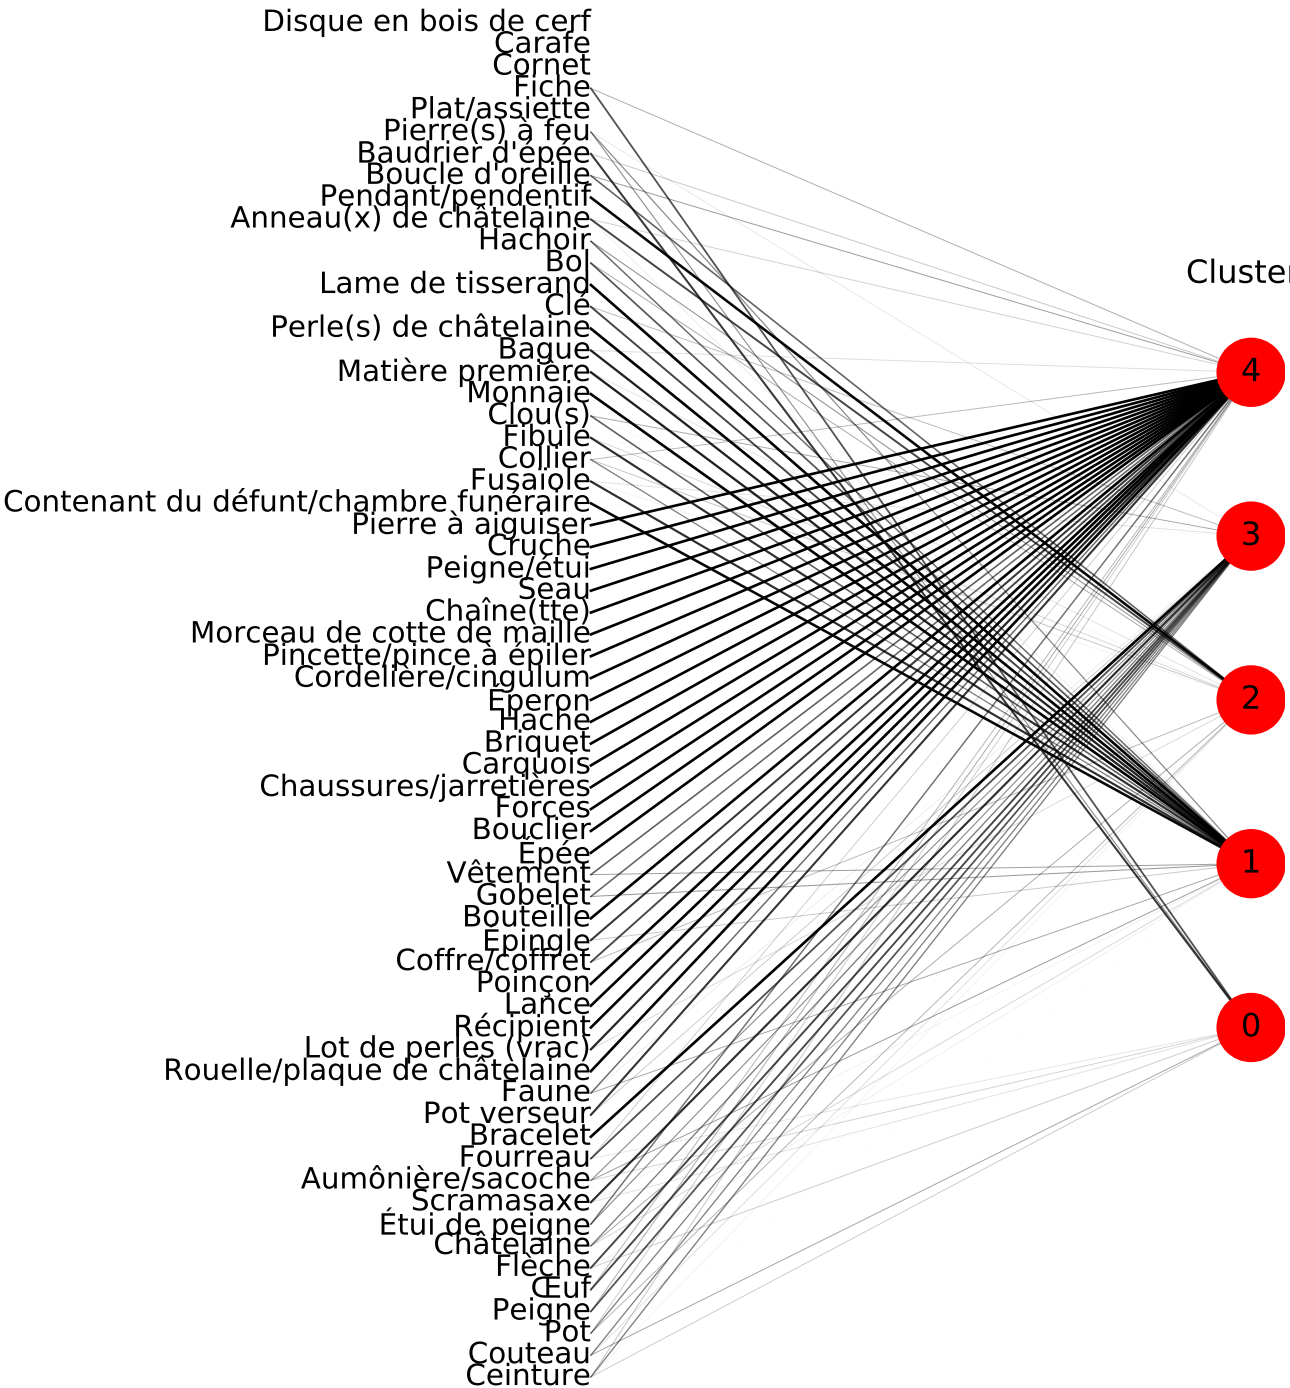 Disque en bois de cerf
Carafe
Cornet
Fiche
Plat/assiette
Pierre(s) à feu
Baudrier d'épée
Boucle d'oreille
Pendant/pendentif
Anneau(x) de châtelaine
Hachoir
Bol
Lame de tisserand
Clé
Perle(s) de châtelaine
Bague
Matière première
Monnaie
Clou(s)
Fibule
Collier
Fusaïole
Contenant du défunt/chambre funéraire
Pierre à aiguiser
Cruche
Peigne/étui
Seau
Chaîne(tte)
Morceau de cotte de maille
Pincette/pince à épiler
Cordelière/cingulum
Éperon
Hache
Briquet
Carquois
Chaussures/jarretières
Forces
Bouclier
Épée
Vêtement
Gobelet
Bouteille
Épingle
Coffre/coffret
Poinçon
Lance
Récipient
Lot de perles (vrac)
Rouelle/plaque de châtelaine
Faune
Pot verseur
Bracelet
Fourreau
Aumônière/sacoche
Scramasaxe
Étui de peigne
Châtelaine
Flèche
Œuf
Peigne
Pot
Couteau
Ceinture
Cluster
4
3
2
1
0